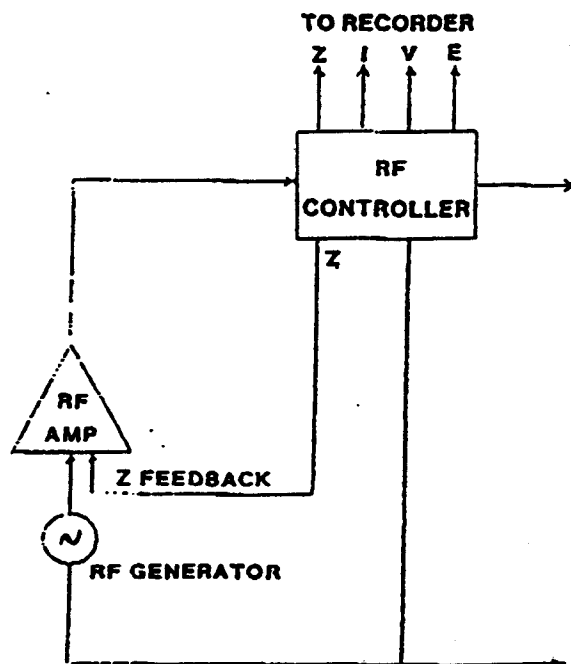 TO RECORDER
Z I V E
RF
CONTROLLER
Z
RF
AMP
Z FEEDBACK
~
RF GENERATOR